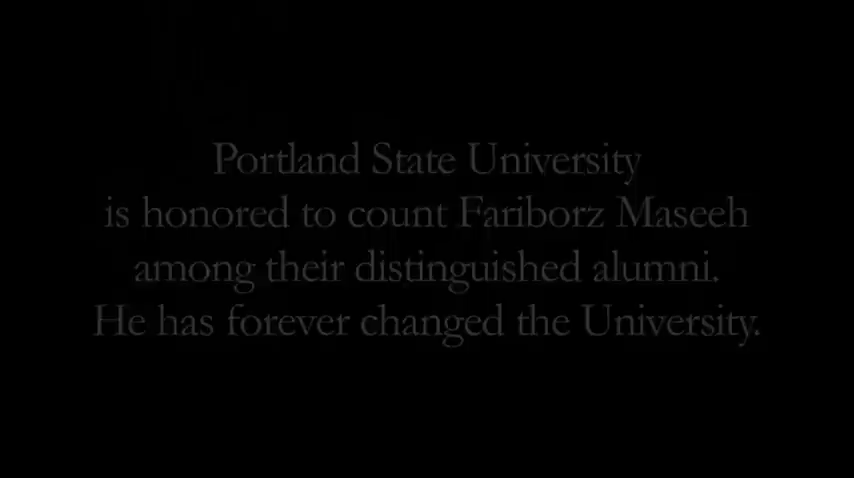 Portland State University
is honored to count Fariborz Maseeh
among their distinguished alumni.
He has forever changed the University.